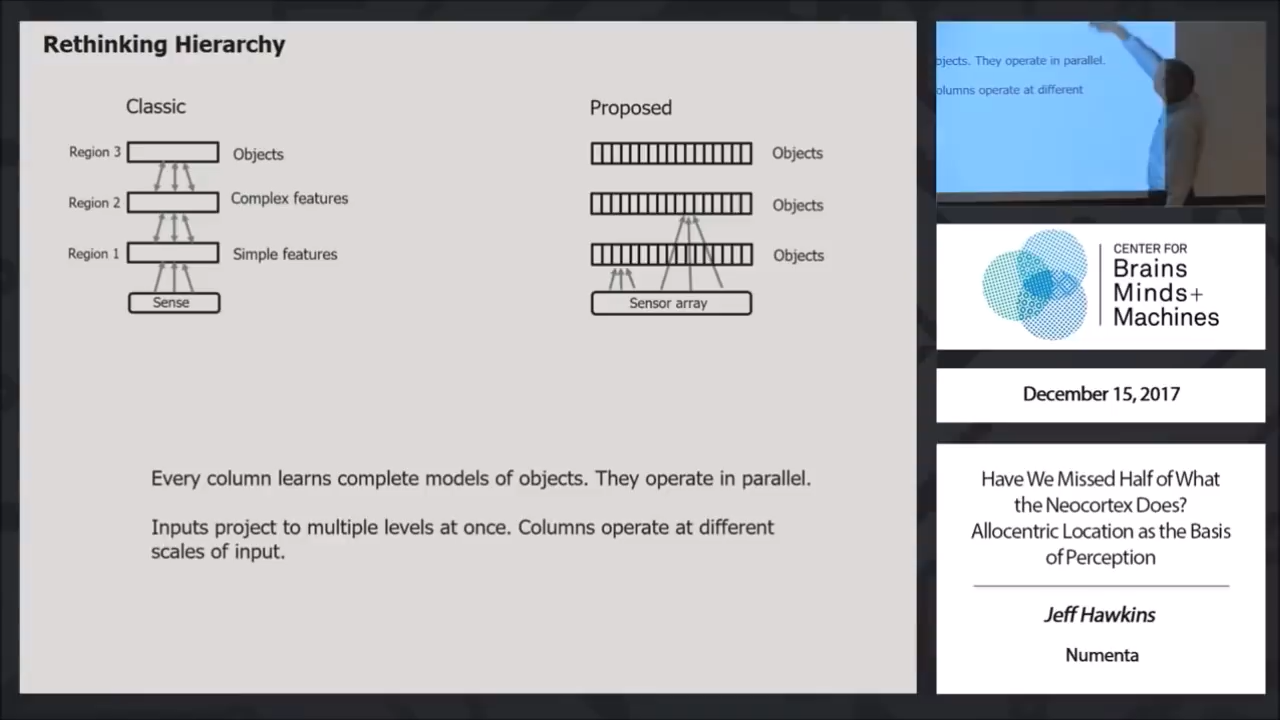 Rethinking Hierarchy
Classic
Proposed
Region 3
Objects
Objects
Region 2
Complex features
Objects
Region 1
Simple features
Objects
Sense
Sensor array
Every column learns complete models of objects. They operate in parallel.
Inputs project to multiple levels at once. Columns operate at different
scales of input.
objects. They operate in parallel.
olumns operate at different
CENTER FOR
Brains
Minds+
Machines
December 15, 2017
Have We Missed Half of What
the Neocortex Does?
Allocentric Location as the Basis
of Perception
Jeff Hawkins
Numenta